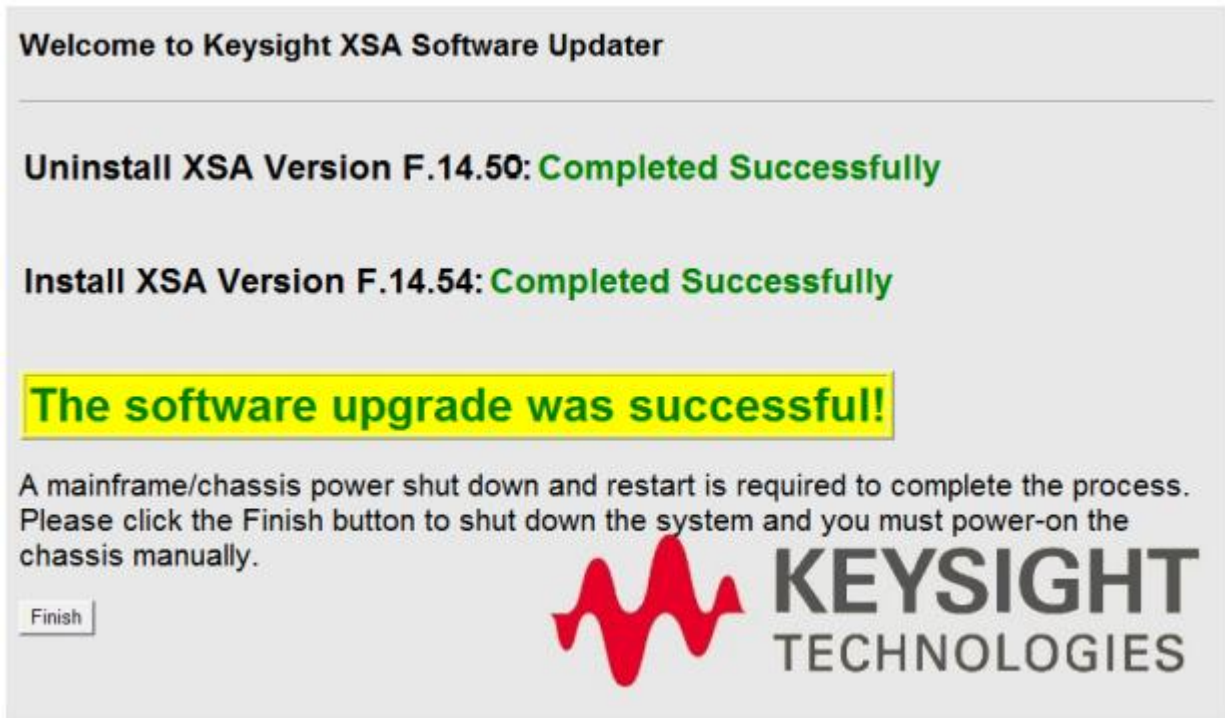 Welcome to Keysight XSA Software Updater
Uninstall XSA Version F.14.50: Completed Successfully
Install XSA Version F.14.54: Completed Successfully
The software upgrade was successful!
A mainframe/chassis power shut down and restart is required to complete the process.
Please click the Finish button to shut down the system and you must power-on the
chassis manually.
Finish
KEYSIGHT
TECHNOLOGIES